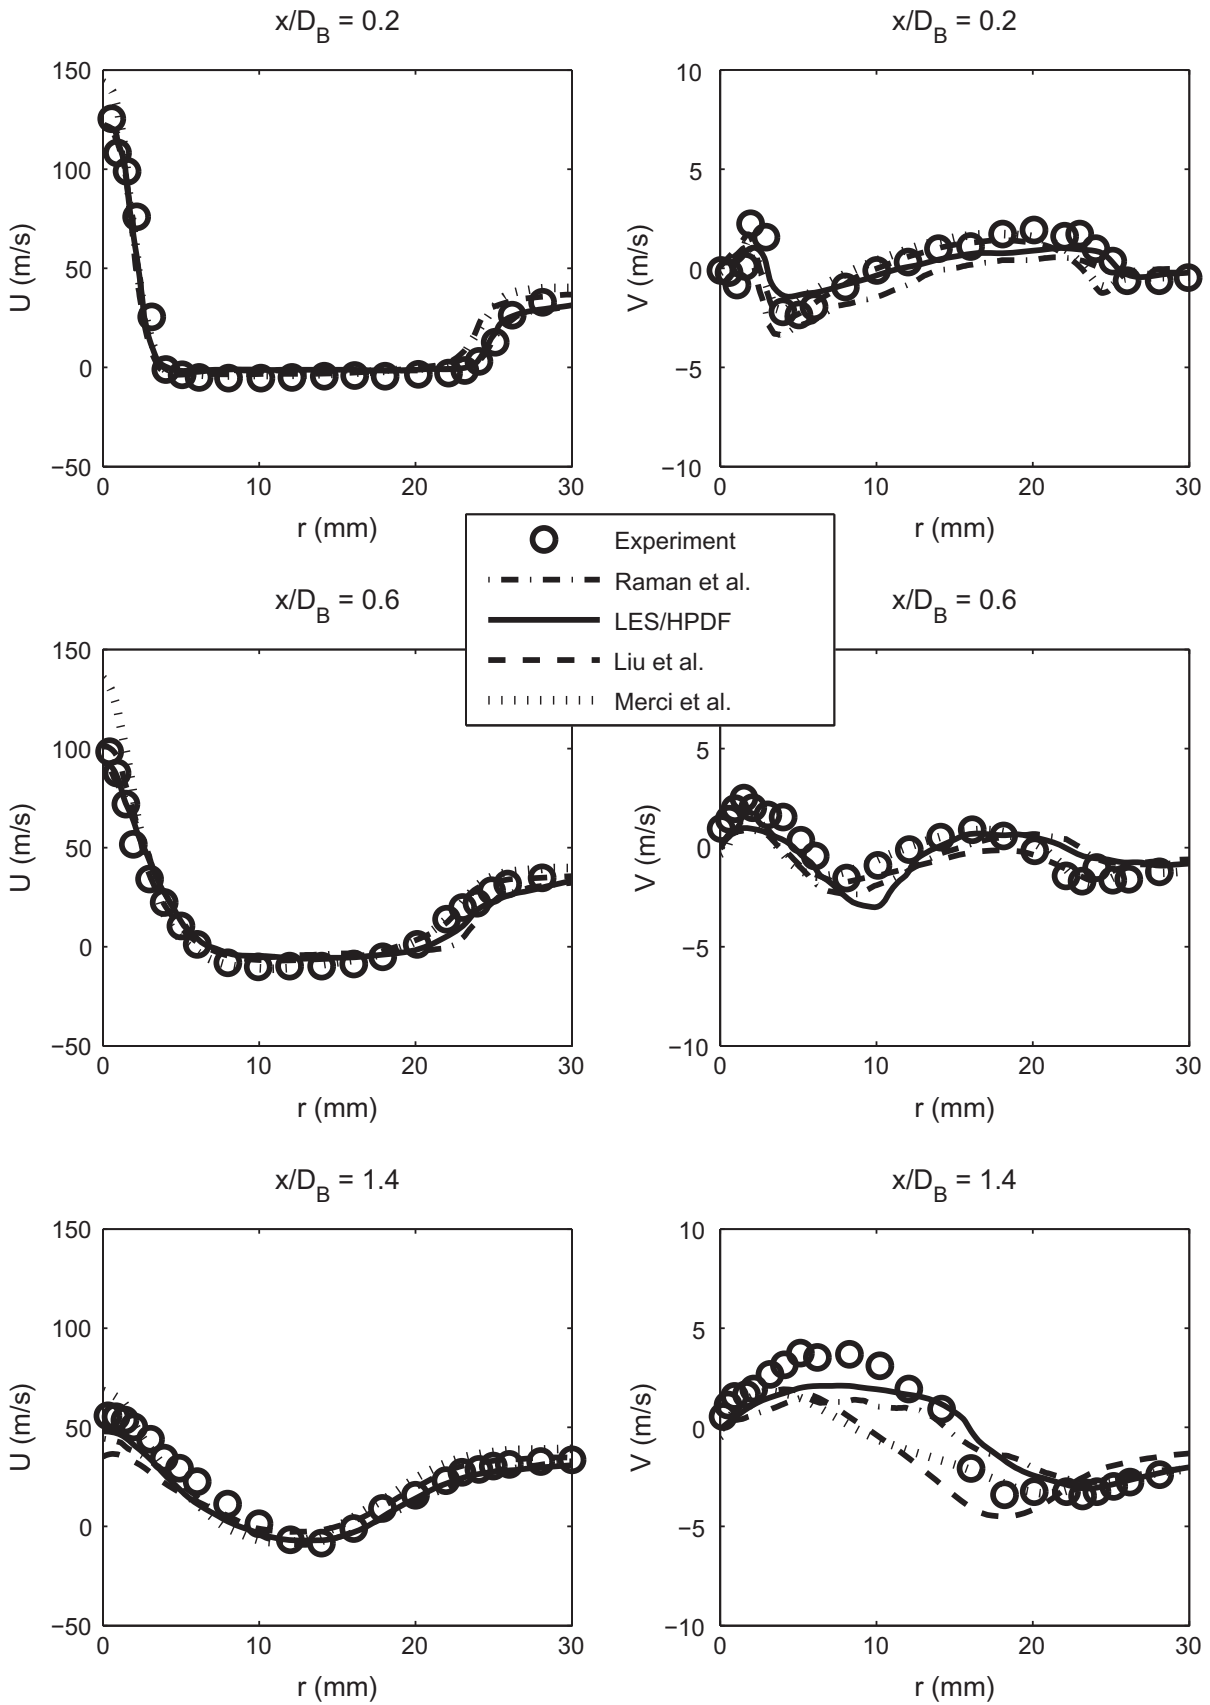 x/D_B = 0.2
150
100
50
0
−50
0 10 20 30
U (m/s)
r (mm)
x/D_B = 0.2
10
5
0
−5
−10
0 10 20 30
V (m/s)
r (mm)
Experiment
Raman et al.
LES/HPDF
Liu et al.
Merci et al.
x/D_B = 0.6
150
100
50
0
−50
0 10 20 30
U (m/s)
r (mm)
x/D_B = 0.6
5
0
−5
−10
0 10 20 30
V (m/s)
r (mm)
x/D_B = 1.4
150
100
50
0
−50
0 10 20 30
U (m/s)
r (mm)
x/D_B = 1.4
10
5
0
−5
−10
0 10 20 30
V (m/s)
r (mm)